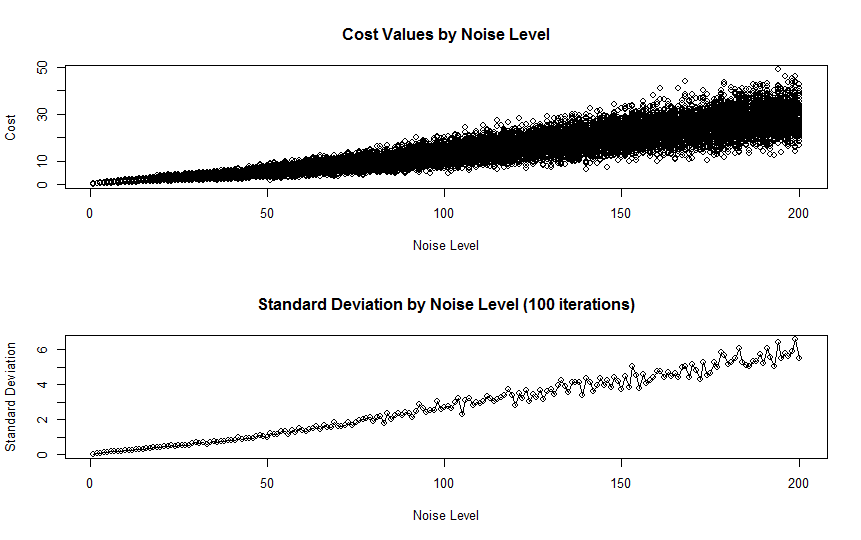 Cost Values by Noise Level
Cost
50
30
10
0
0 50 100 150 200
Noise Level
Standard Deviation by Noise Level (100 iterations)
Standard Deviation
6
4
2
0
0 50 100 150 200
Noise Level